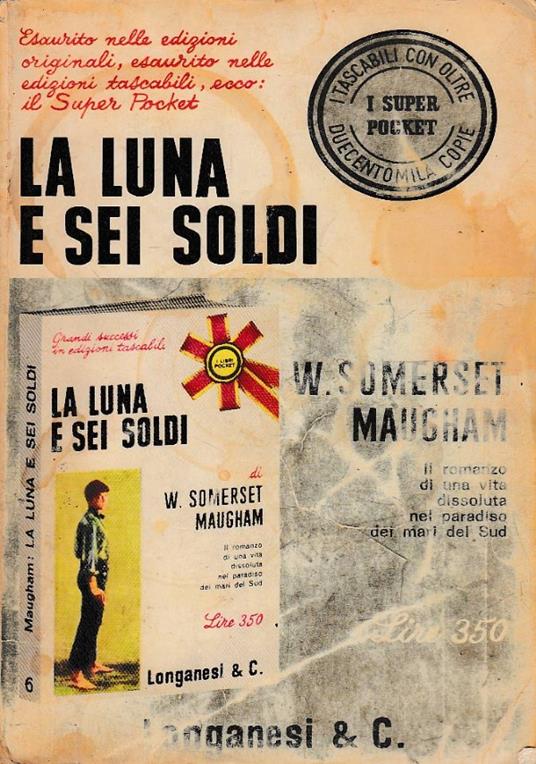 Esaurito nelle edizioni
originali, esaurito nelle
edizioni tascabili, ecco:
il Super Pocket
I TASCABILI CON OLTRE
DUECENTOMILA COPIE
I SUPER
POCKET
LA LUNA
E SEI SOLDI
Maugham: LA LUNA E SEI SOLDI
6
Grandi successi
in edizioni tascabili
I LIBRI
POCKET
LA LUNA
E SEI SOLDI
di
W. SOMERSET
MAUGHAM
Il romanzo
di una vita
dissoluta
nel paradiso
dei mari del Sud
Lire 350
Longanesi & C.
W. SOMERSET
MAUGHAM
il romanzo
di una vita
dissoluta
nel paradiso
dei mari del Sud
Lire 350
Longanesi & C.